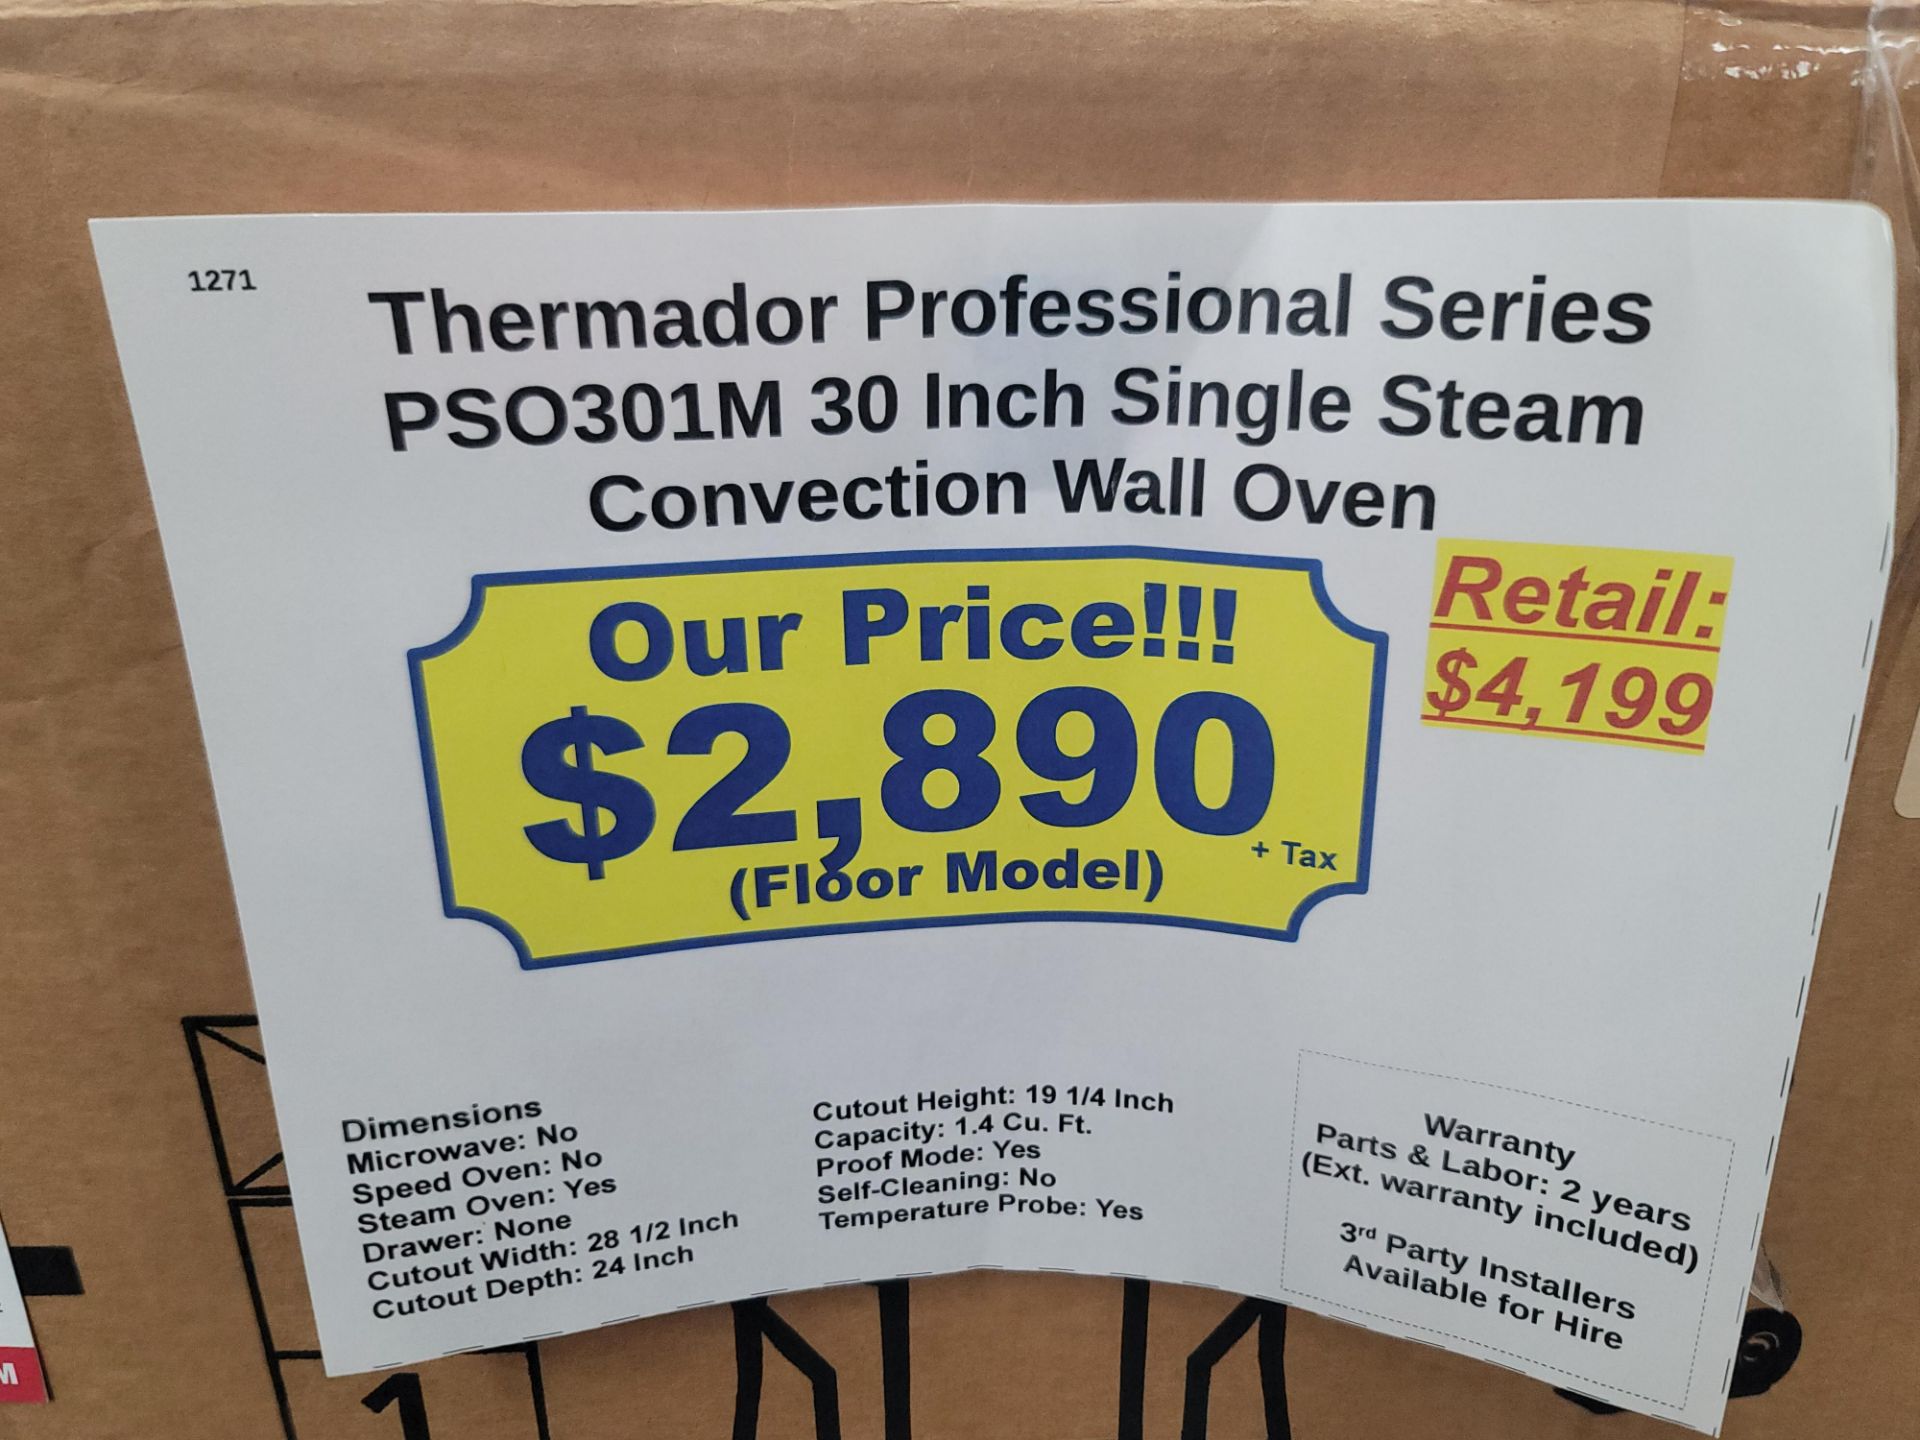 1271
Thermador Professional Series
PSO301M 30 Inch Single Steam
Convection Wall Oven
Our Price!!!
$2,890
+ Tax
(Floor Model)
Retail:
$4,199
Dimensions
Microwave: No
Speed Oven: No
Steam Oven: Yes
Drawer: None
Cutout Width: 28 1/2 Inch
Cutout Depth: 24 Inch
Cutout Height: 19 1/4 Inch
Capacity: 1.4 Cu. Ft.
Proof Mode: Yes
Self-Cleaning: No
Temperature Probe: Yes
Warranty
Parts & Labor: 2 years
(Ext. warranty included)
3rd Party Installers
Available for Hire
1
M